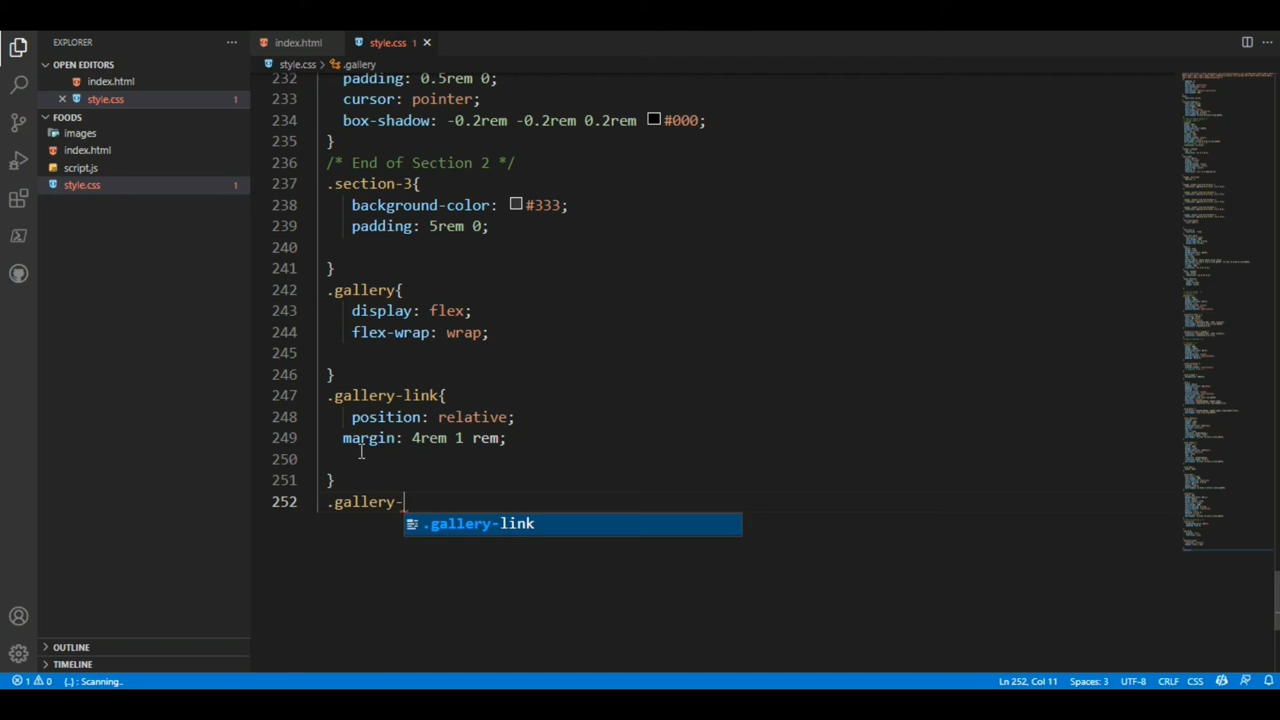 EXPLORER
index.html
style.css 1
OPEN EDITORS
index.html
style.css 1
FOODS
images
index.html
script.js
style.css 1
OUTLINE
TIMELINE
style.css > .gallery
232 padding: 0.5rem 0;
233 cursor: pointer;
234 box-shadow: -0.2rem -0.2rem 0.2rem #000;
235 }
236 /* End of Section 2 */
237 .section-3{
238 background-color: #333;
239 padding: 5rem 0;
240
241 }
242 .gallery{
243 display: flex;
244 flex-wrap: wrap;
245
246 }
247 .gallery-link{
248 position: relative;
249 margin: 4rem 1 rem;
250
251 }
252 .gallery-
.gallery-link
1 0 {..}: Scanning..
Ln 252, Col 11 Spaces: 3 UTF-8 CRLF CSS